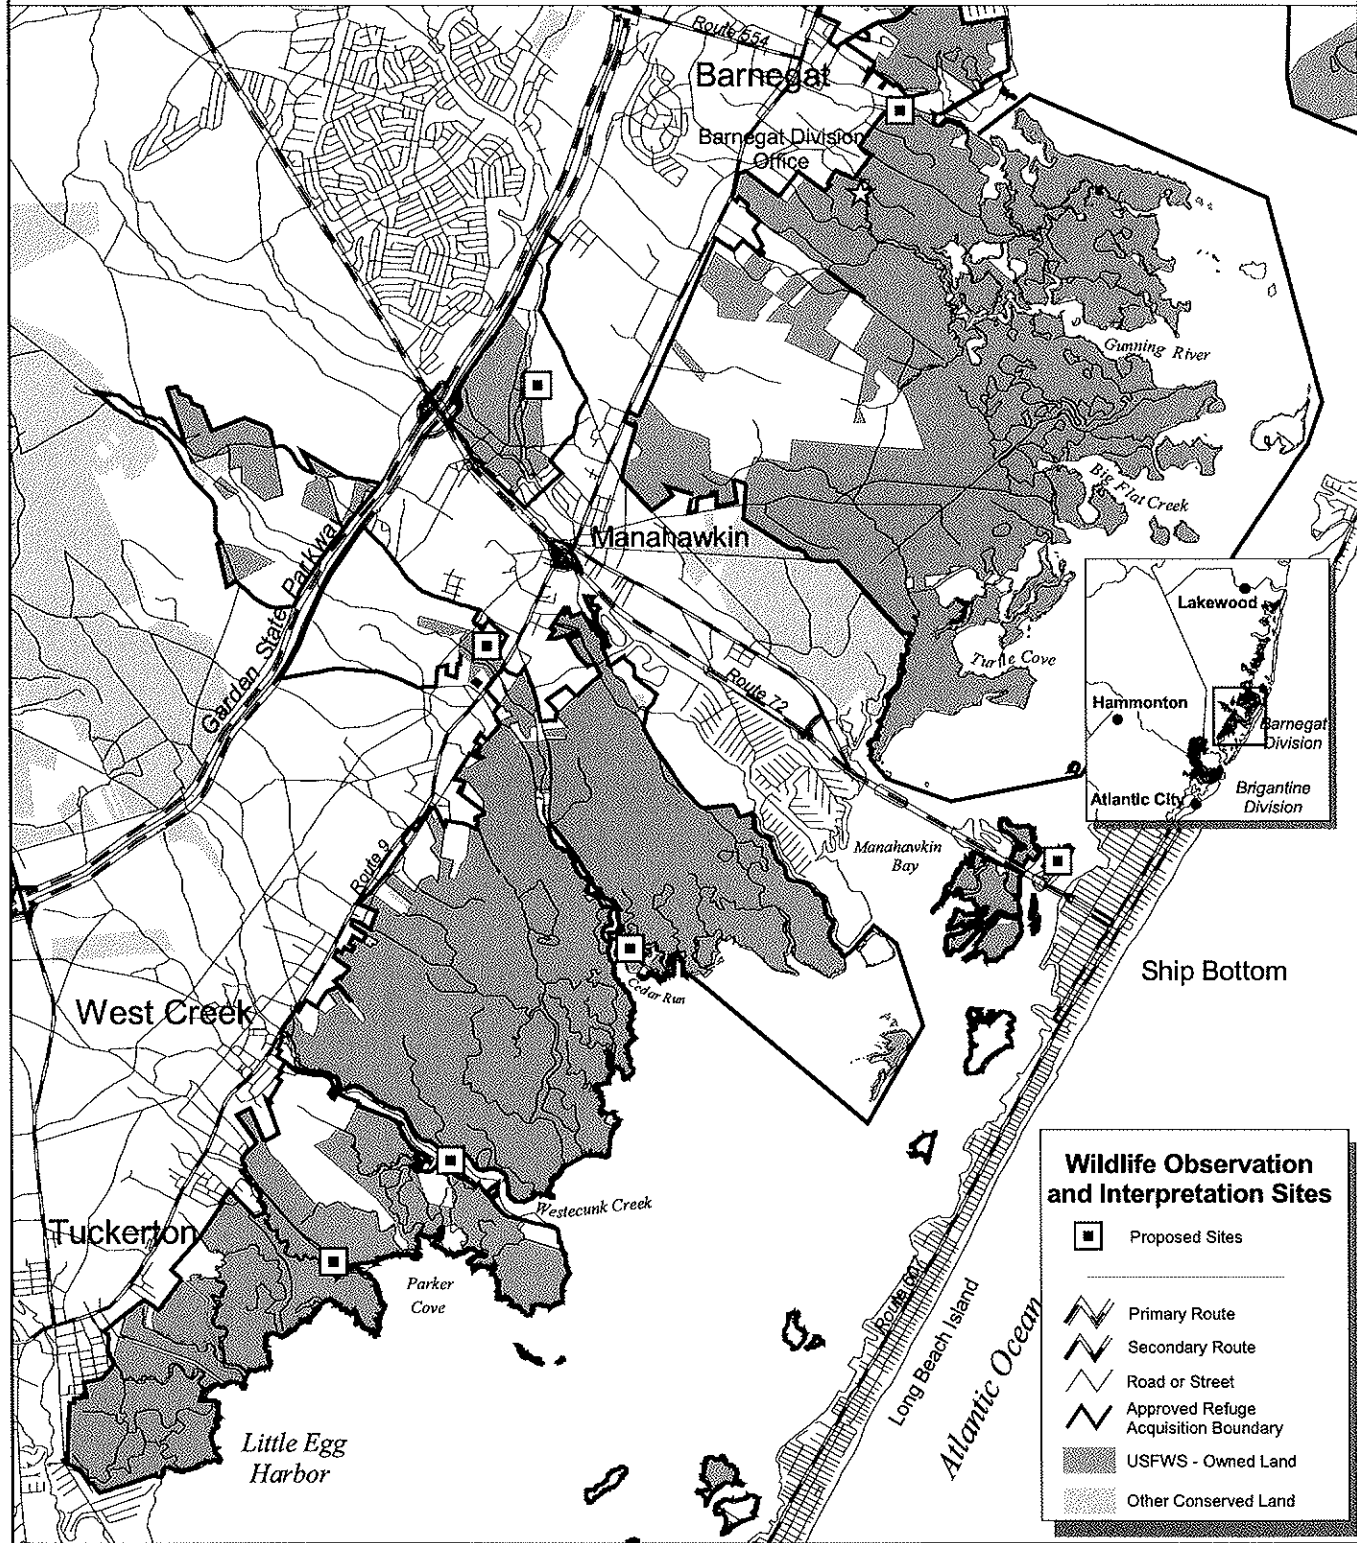 Route 554
Barnegat
Barnegat Division
Office
Gunning River
Big Flat Creek
Manahawkin
Garden State Parkway
Turtle Cove
Route 72
Lakewood
Hammonton
Barnegat
Division
Atlantic City
Brigantine
Division
Route 9
Manahawkin
Bay
Ship Bottom
Cedar Run
West Creek
Westecunk Creek
Tuckerton
Parker
Cove
Little Egg
Harbor
Long Beach Island
Atlantic Ocean
Wildlife Observation
and Interpretation Sites
Proposed Sites
Primary Route
Secondary Route
Road or Street
Approved Refuge
Acquisition Boundary
USFWS - Owned Land
Other Conserved Land